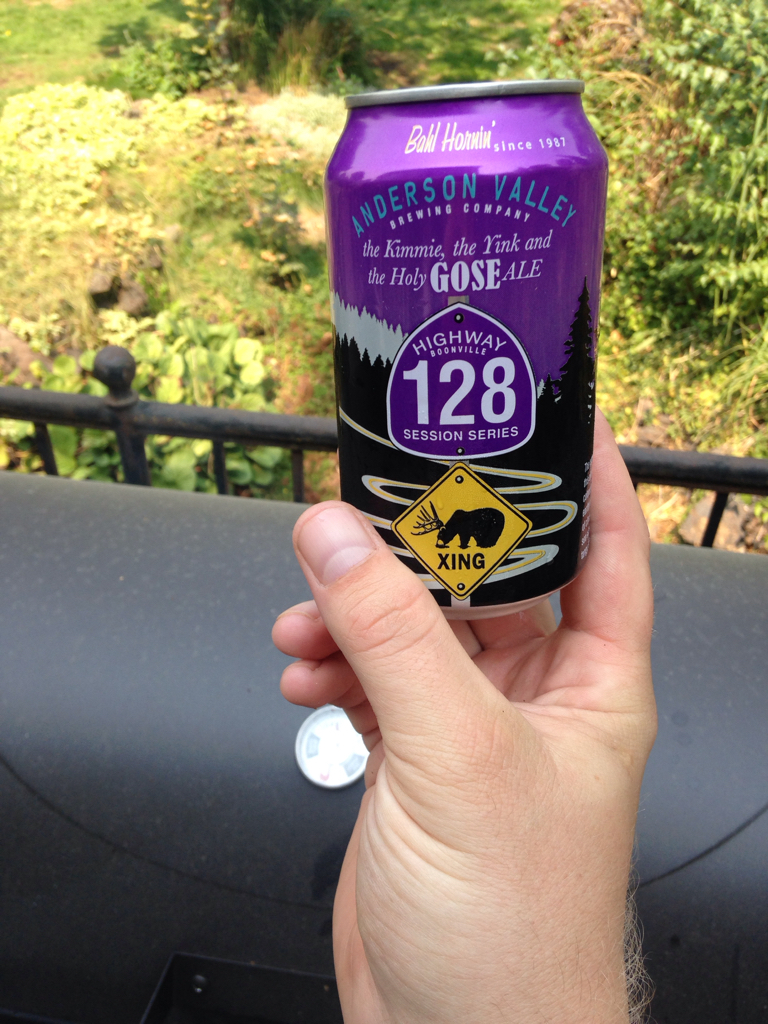 Bahl Hornin' since 1987
ANDERSON VALLEY
BREWING COMPANY
the Kimmie, the Yink and
the Holy GOSE ALE
HIGHWAY
BOONVILLE
128
SESSION SERIES
XING